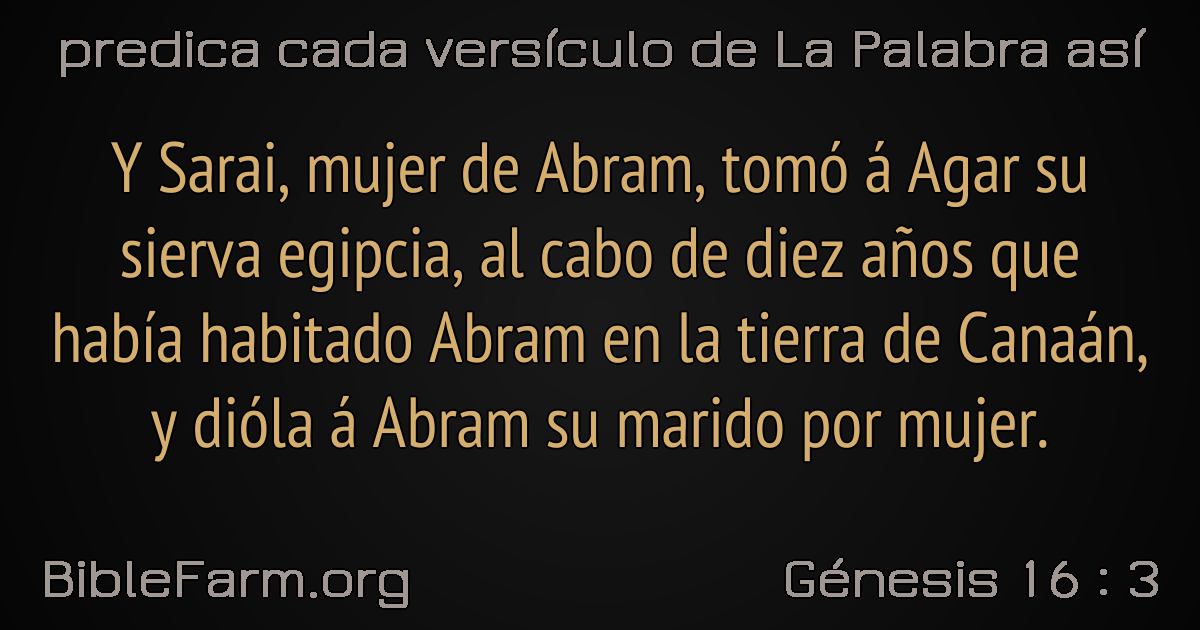 predica cada versículo de La Palabra así
Y Sarai, mujer de Abram, tomó á Agar su
sierva egipcia, al cabo de diez años que
había habitado Abram en la tierra de Canaán,
y dióla á Abram su marido por mujer.
BibleFarm.org
Génesis 16 : 3